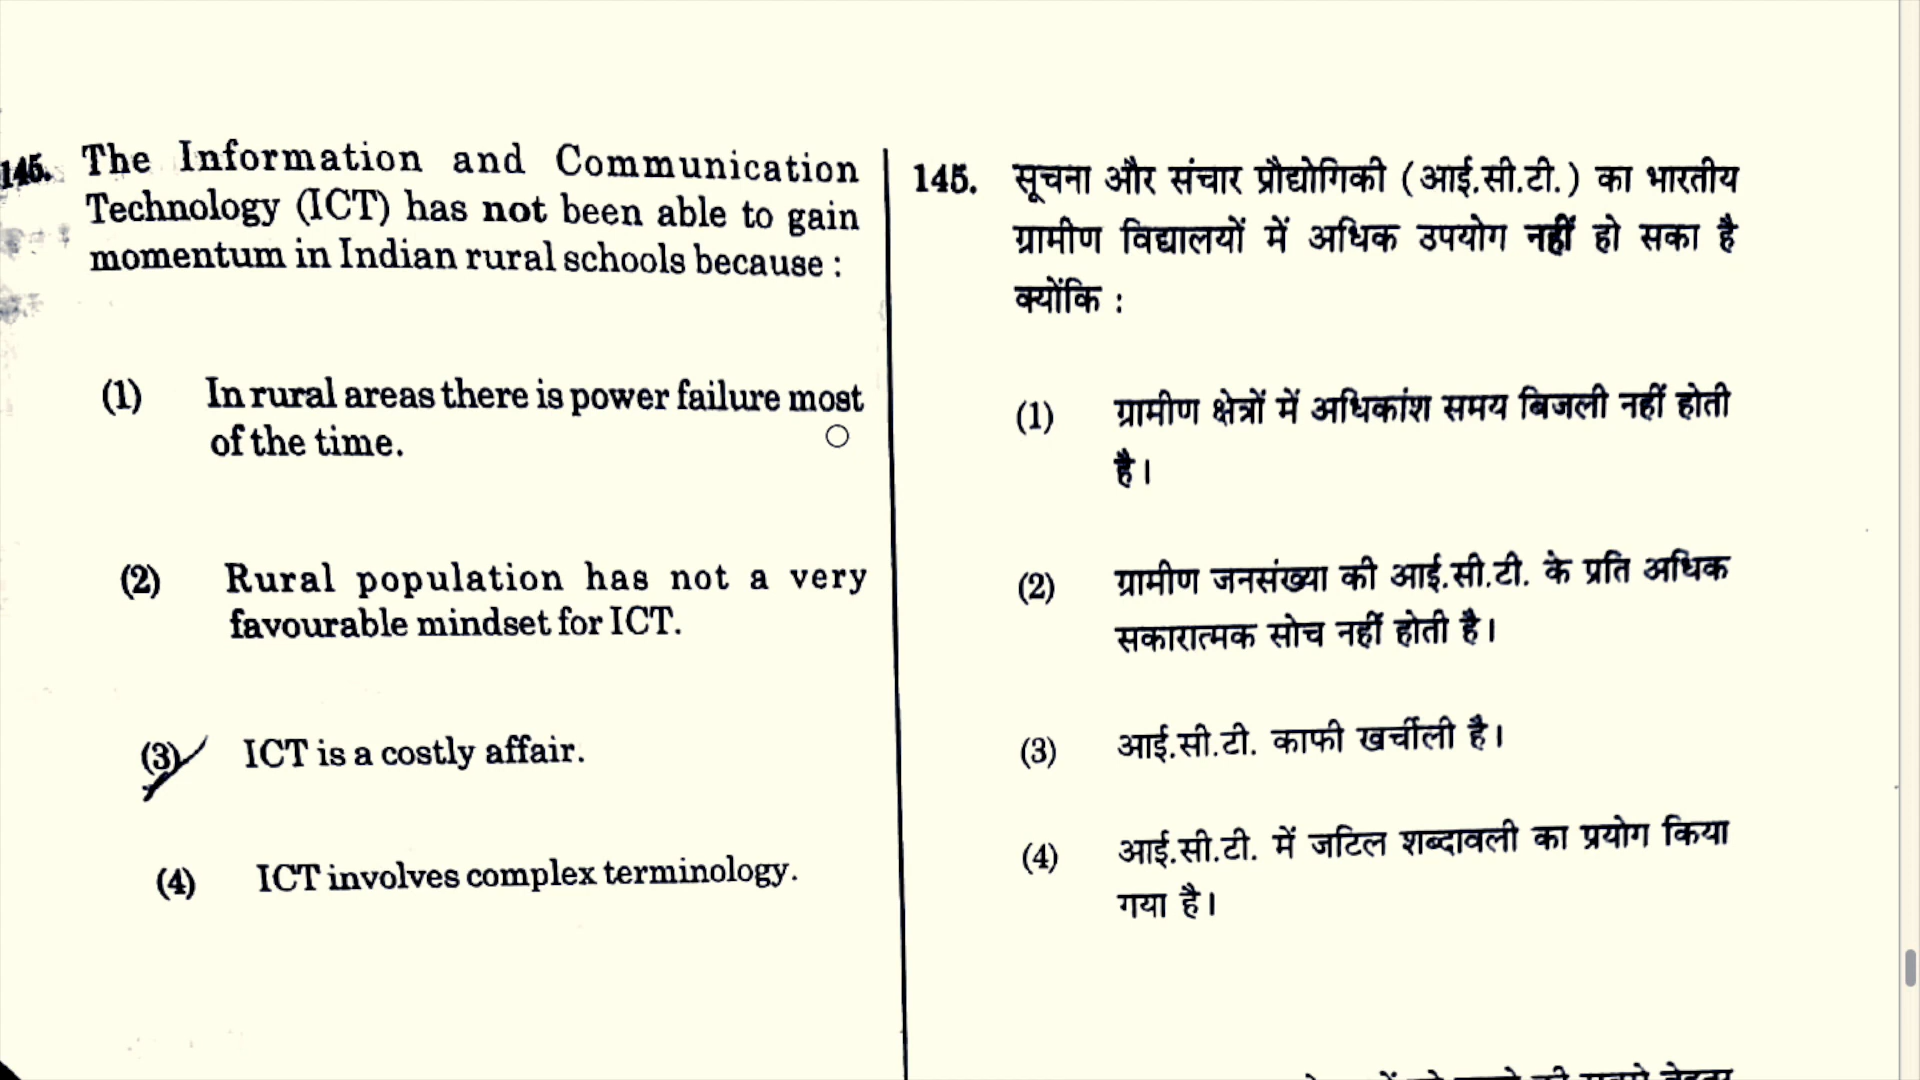 145. The Information and Communication
Technology (ICT) has not been able to gain
momentum in Indian rural schools because :
(1) In rural areas there is power failure most
of the time.
(2) Rural population has not a very
favourable mindset for ICT.
(3) ICT is a costly affair.
(4) ICT involves complex terminology.
145. सूचना और संचार प्रौद्योगिकी (आई.सी.टी.) का भारतीय
ग्रामीण विद्यालयों में अधिक उपयोग नहीं हो सका है
क्योंकि :
(1) ग्रामीण क्षेत्रों में अधिकांश समय बिजली नहीं होती
है।
(2) ग्रामीण जनसंख्या की आई.सी.टी. के प्रति अधिक
सकारात्मक सोच नहीं होती है।
(3) आई.सी.टी. काफी खर्चीली है।
(4) आई.सी.टी. में जटिल शब्दावली का प्रयोग किया
गया है।